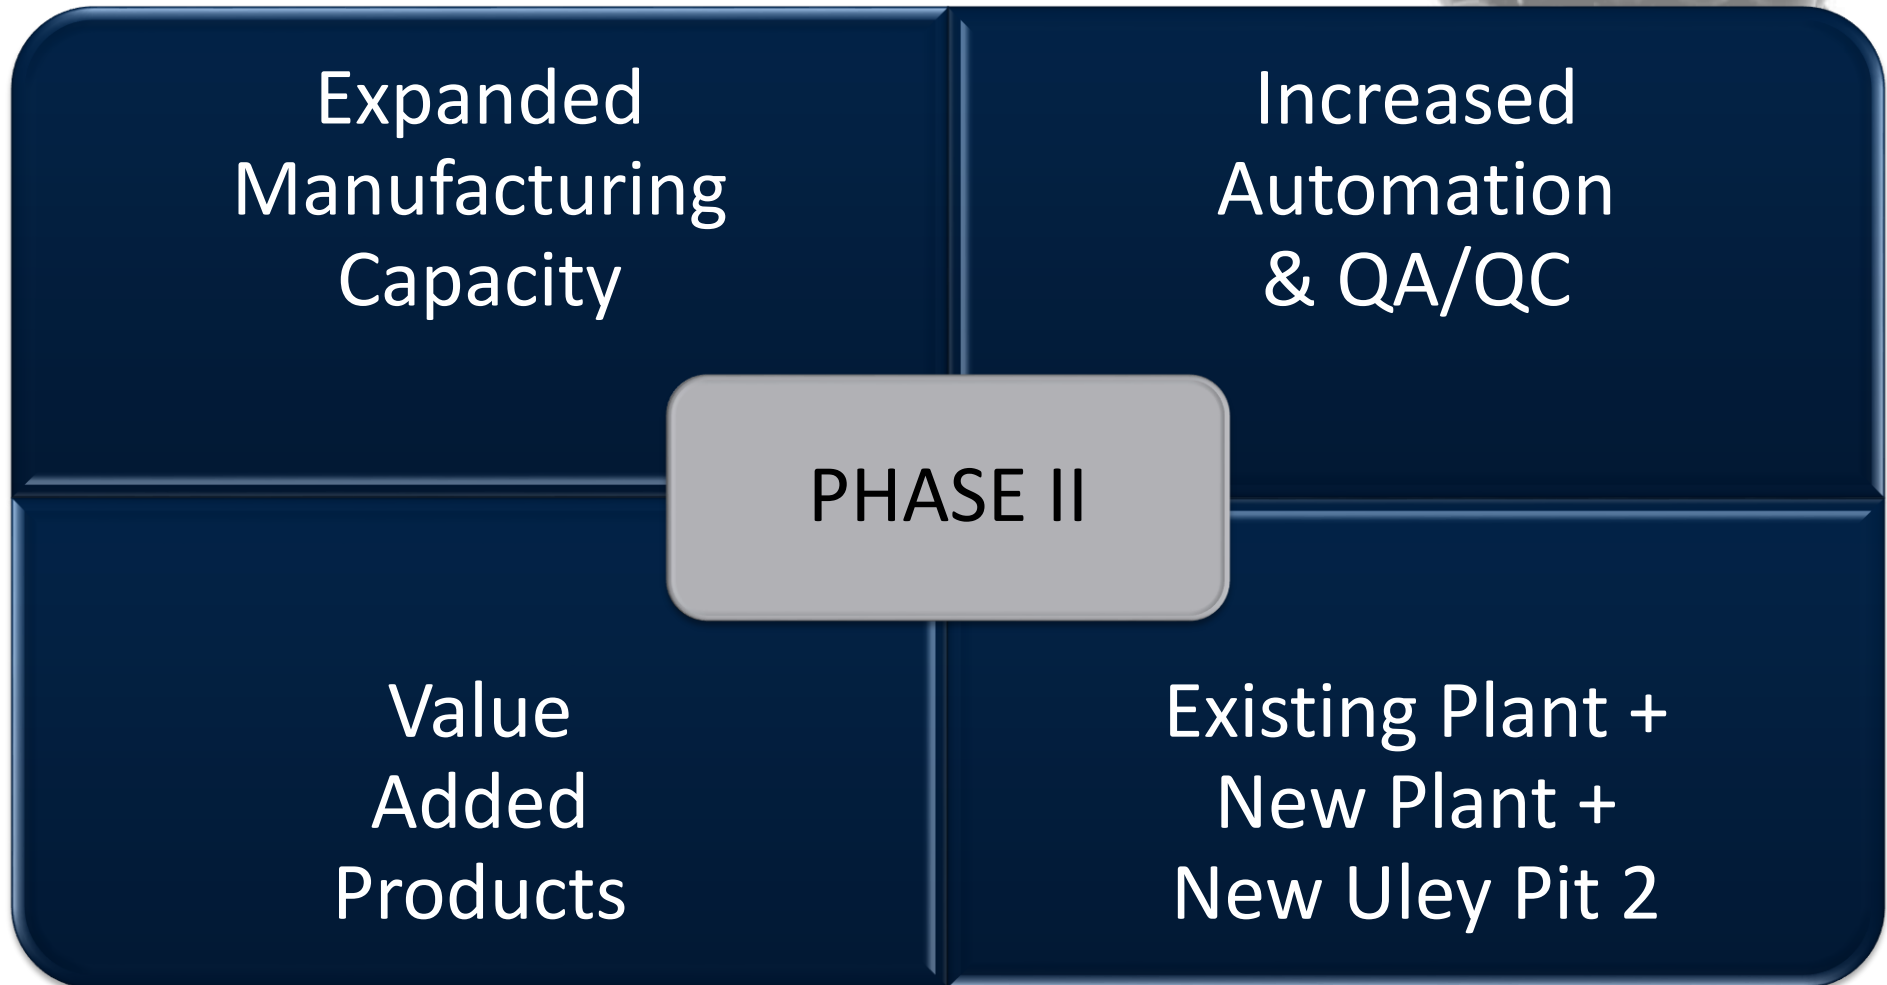 Expanded
Manufacturing
Capacity
Increased
Automation
& QA/QC
PHASE II
Value
Added
Products
Existing Plant +
New Plant +
New Uley Pit 2